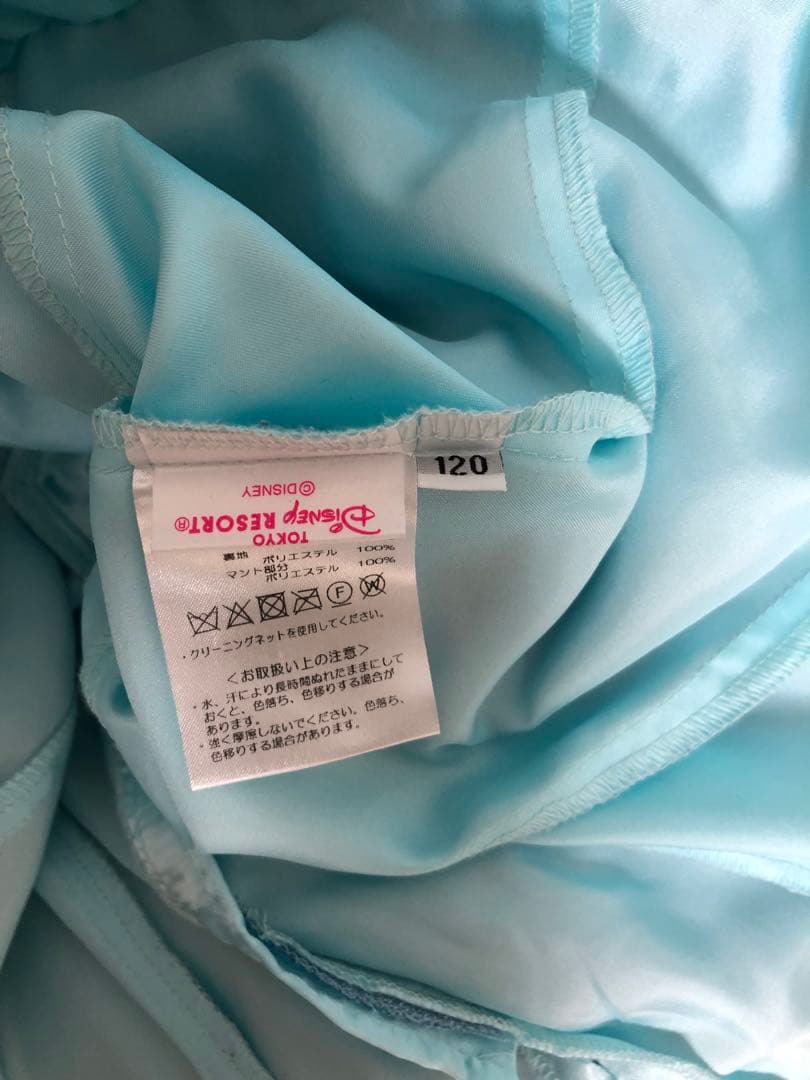 120
©DISNEY
TOKYO
DISNEY RESORT®
裏地 ポリエステル 100%
マント部分
ポリエステル 100%
F W
・クリーニングネットを使用してください。
＜お取扱い上の注意＞
・水、汗により長時間ぬれたままにして
おくと、色落ち、色移りする場合が
あります。
・強く摩擦しないでください。色落ち、
色移りする場合があります。